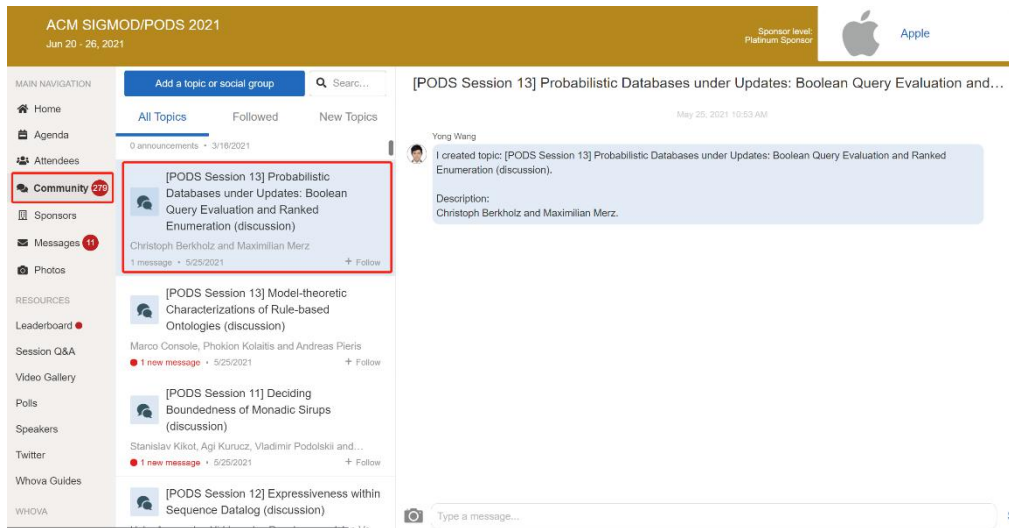 ACM SIGMOD/PODS 2021
Jun 20 - 26, 2021
Sponsor level:
Platinum Sponsor
Apple
MAIN NAVIGATION
Home
Agenda
Attendees
Community 279
Sponsors
Messages 11
Photos
RESOURCES
Leaderboard
Session Q&A
Video Gallery
Polls
Speakers
Twitter
Whova Guides
WHOVA
Add a topic or social group
Searc...
All Topics Followed New Topics
0 announcements • 3/18/2021
[PODS Session 13] Probabilistic
Databases under Updates: Boolean
Query Evaluation and Ranked
Enumeration (discussion)
Christoph Berkholz and Maximilian Merz
1 message • 5/25/2021 + Follow
[PODS Session 13] Model-theoretic
Characterizations of Rule-based
Ontologies (discussion)
Marco Console, Phokion Kolaitis and Andreas Pieris
1 new message • 5/25/2021 + Follow
[PODS Session 11] Deciding
Boundedness of Monadic Sirups
(discussion)
Stanislav Kikot, Agi Kurucz, Vladimir Podolskii and...
1 new message • 5/25/2021 + Follow
[PODS Session 12] Expressiveness within
Sequence Datalog (discussion)
[PODS Session 13] Probabilistic Databases under Updates: Boolean Query Evaluation and...
May 25, 2021 10:53 AM
Yong Wang
I created topic: [PODS Session 13] Probabilistic Databases under Updates: Boolean Query Evaluation and Ranked
Enumeration (discussion).
Description:
Christoph Berkholz and Maximilian Merz.
Type a message...